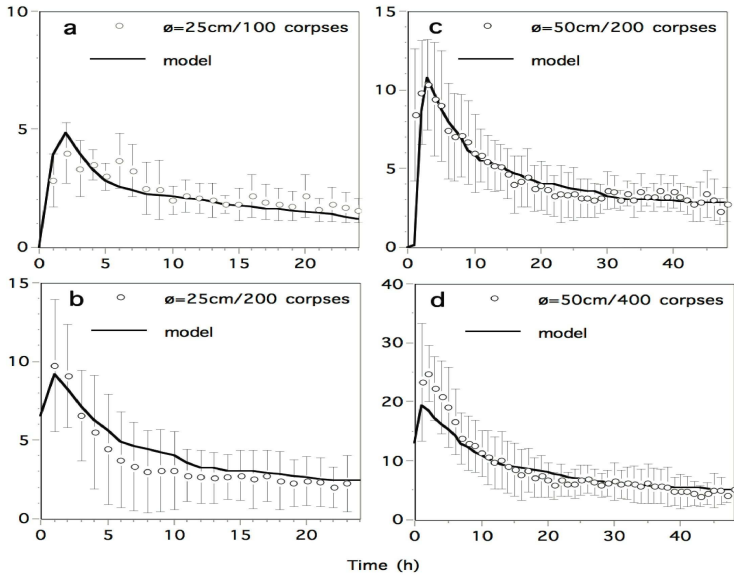 a ø=25cm/100 corpses
model
10
5
0
0 5 10 15 20
c ø=50cm/200 corpses
model
15
10
5
0
0 10 20 30 40
b ø=25cm/200 corpses
model
15
10
5
0
0 5 10 15 20
d ø=50cm/400 corpses
model
40
30
20
10
0
0 10 20 30 40
Time (h)